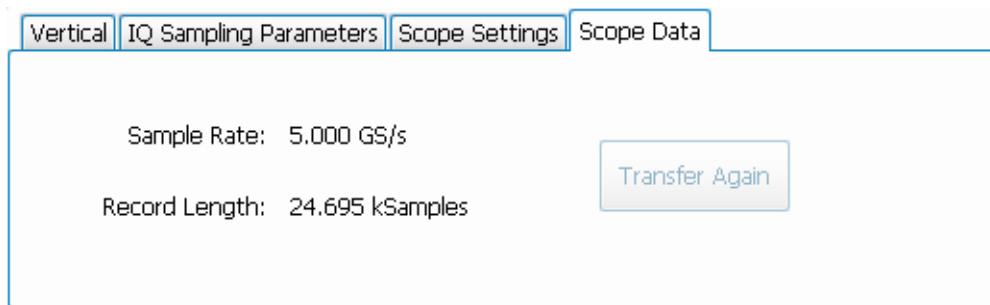 Vertical IQ Sampling Parameters Scope Settings Scope Data
Sample Rate: 5.000 GS/s
Transfer Again
Record Length: 24.695 kSamples